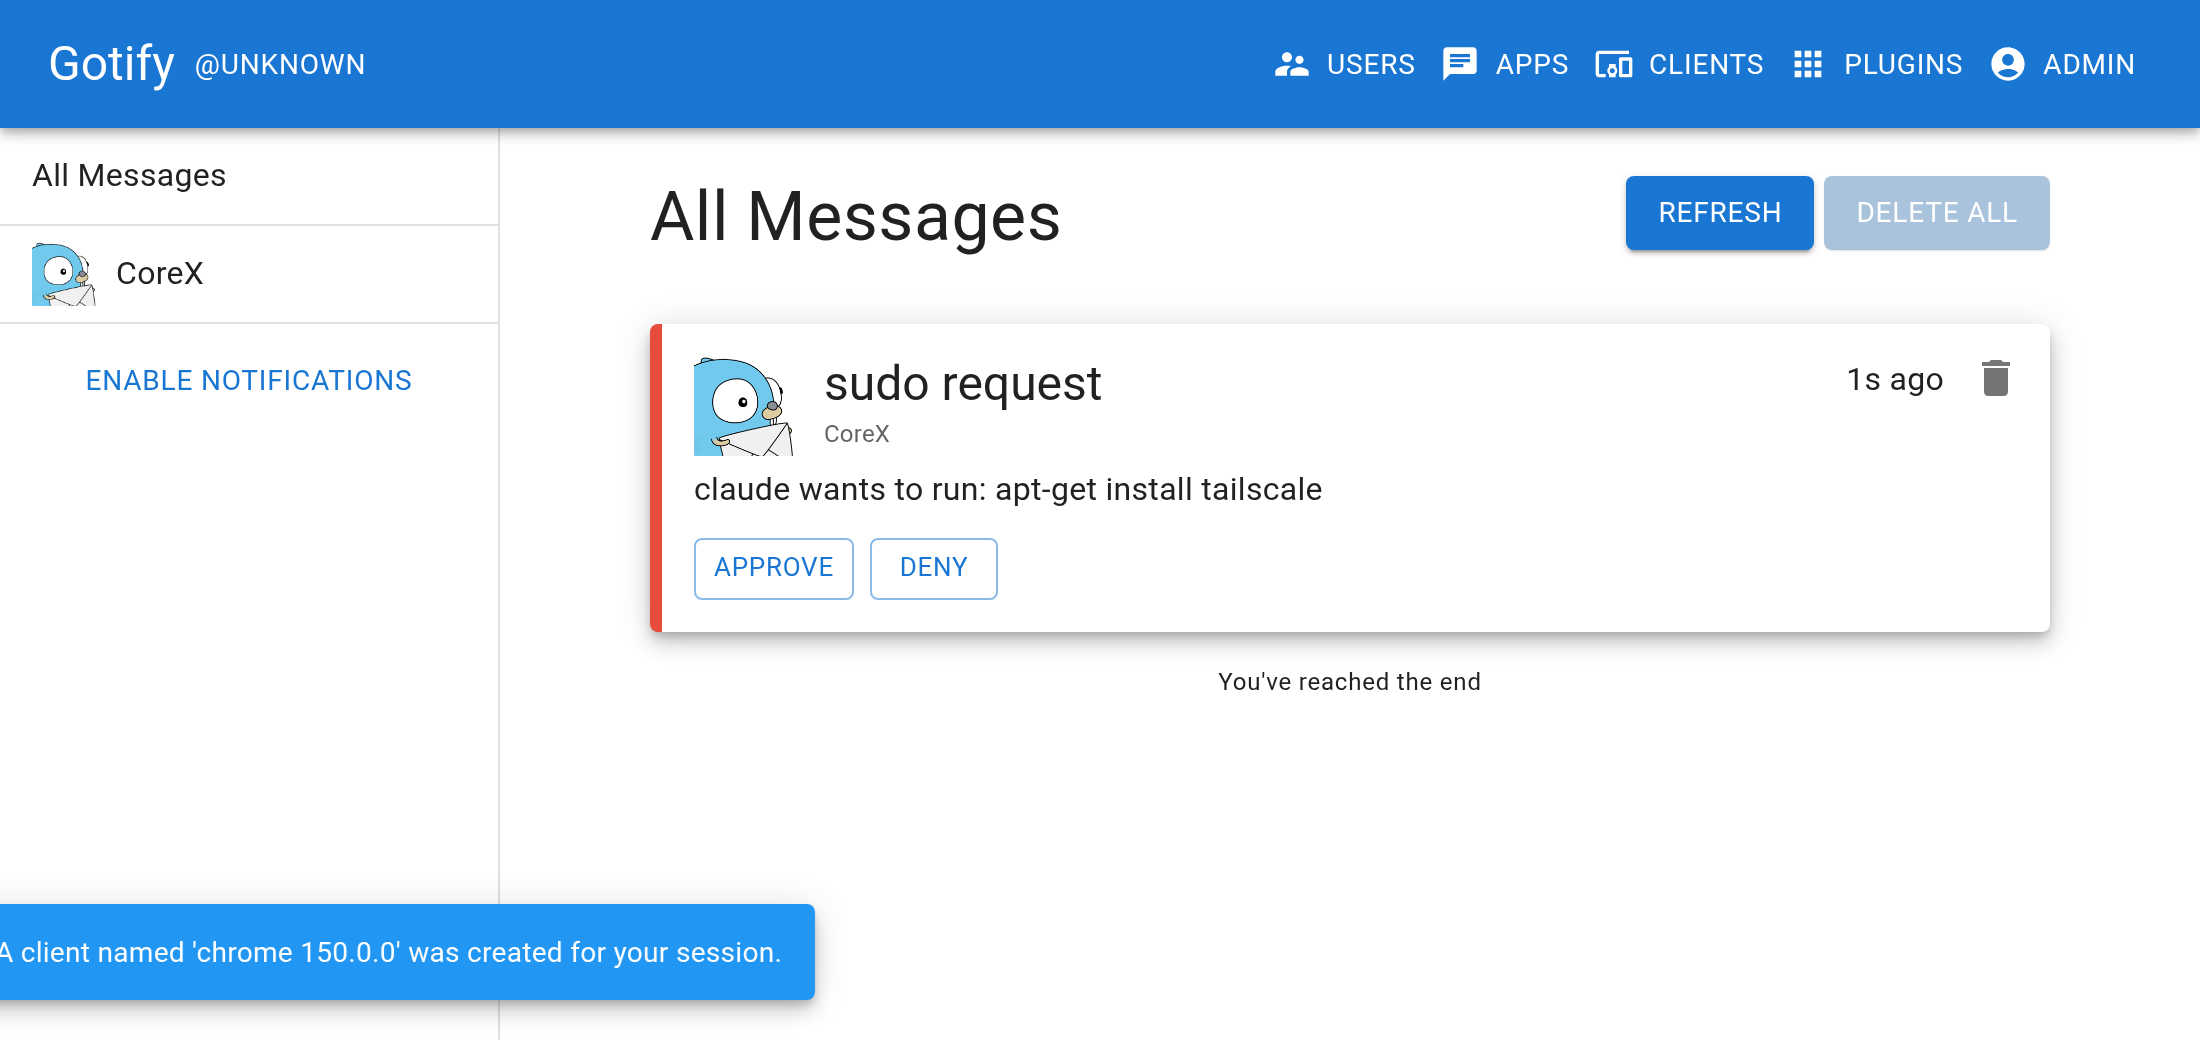 Gotify @UNKNOWN USERS APPS CLIENTS PLUGINS ADMIN
All Messages
CoreX
ENABLE NOTIFICATIONS
All Messages
REFRESH DELETE ALL
sudo request
1s ago
CoreX
claude wants to run: apt-get install tailscale
APPROVE DENY
You've reached the end
A client named 'chrome 150.0.0' was created for your session.